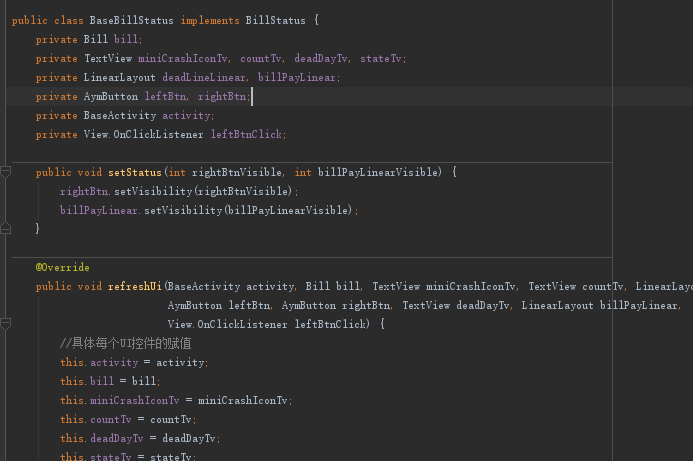 public class BaseBillStatus implements BillStatus {
private Bill bill;
private TextView miniCrashIconTv, countTv, deadDayTv, stateTv;
private LinearLayout deadLineLinear, billPayLinear;
private AymButton leftBtn, rightBtn;
private BaseActivity activity;
private View.OnClickListener leftBtnClick;
public void setStatus(int rightBtnVisible, int billPayLinearVisible) {
rightBtn.setVisibility(rightBtnVisible);
billPayLinear.setVisibility(billPayLinearVisible);
}
@Override
public void refreshUi(BaseActivity activity, Bill bill, TextView miniCrashIconTv, TextView countTv, LinearLayo
AymButton leftBtn, AymButton rightBtn, TextView deadDayTv, LinearLayout billPayLinear,
View.OnClickListener leftBtnClick) {
//具体每个UI控件的赋值
this.activity = activity;
this.bill = bill;
this.miniCrashIconTv = miniCrashIconTv;
this.countTv = countTv;
this.deadDayTv = deadDayTv;
this.stateTv = stateTv;